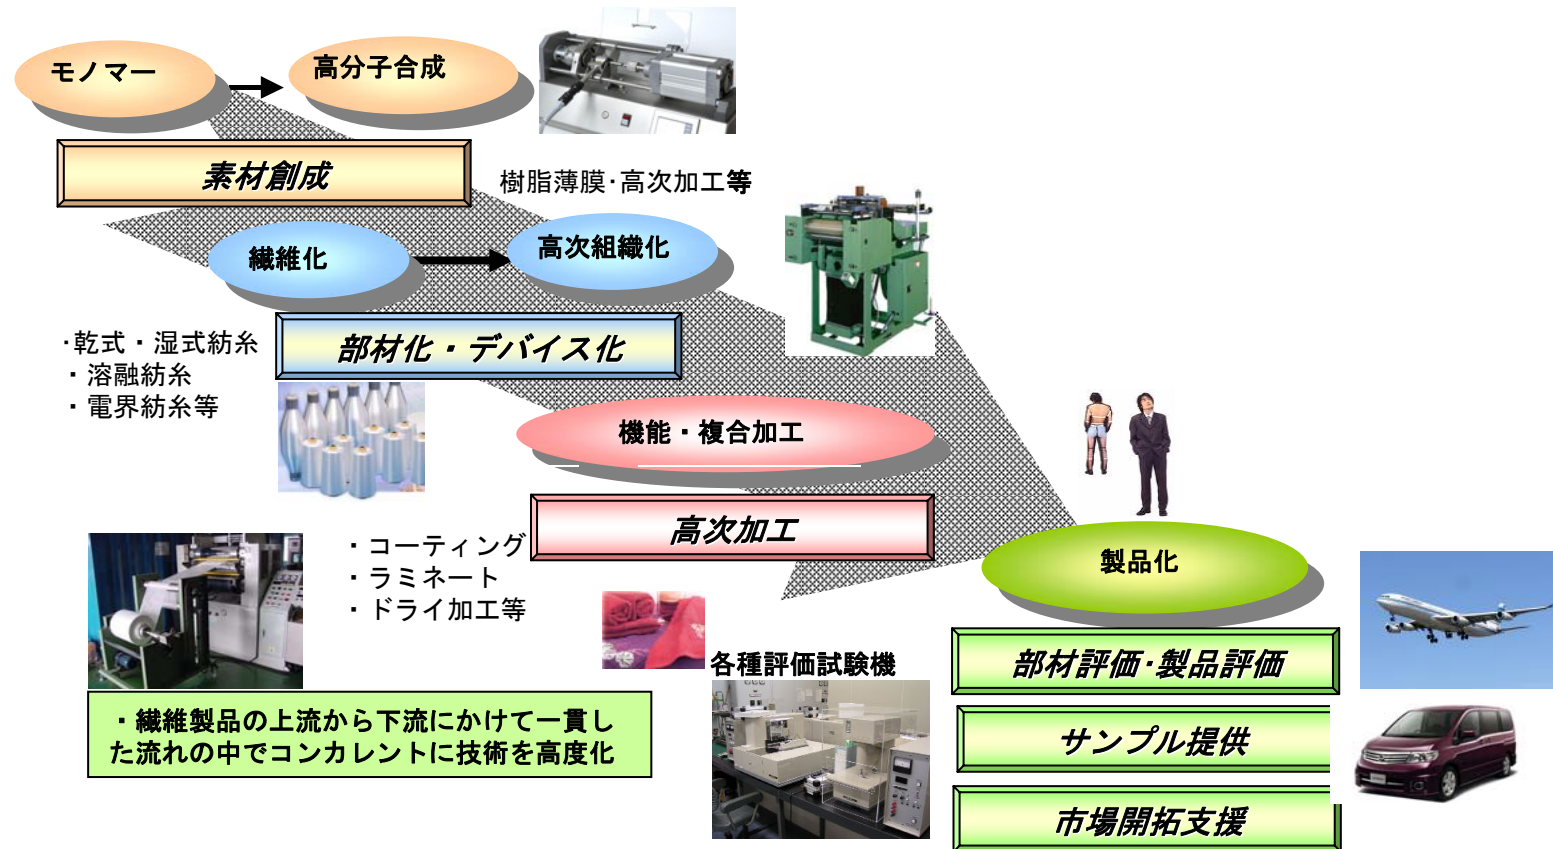 モノマー
高分子合成
素材創成
樹脂薄膜･高次加工等
繊維化
高次組織化
･乾式・湿式紡糸
・溶融紡糸
・電界紡糸等
部材化・デバイス化
機能・複合加工
高次加工
・コーティング
・ラミネート
・ドライ加工等
製品化
各種評価試験機
部材評価･製品評価
サンプル提供
市場開拓支援
・繊維製品の上流から下流にかけて一貫し
た流れの中でコンカレントに技術を高度化